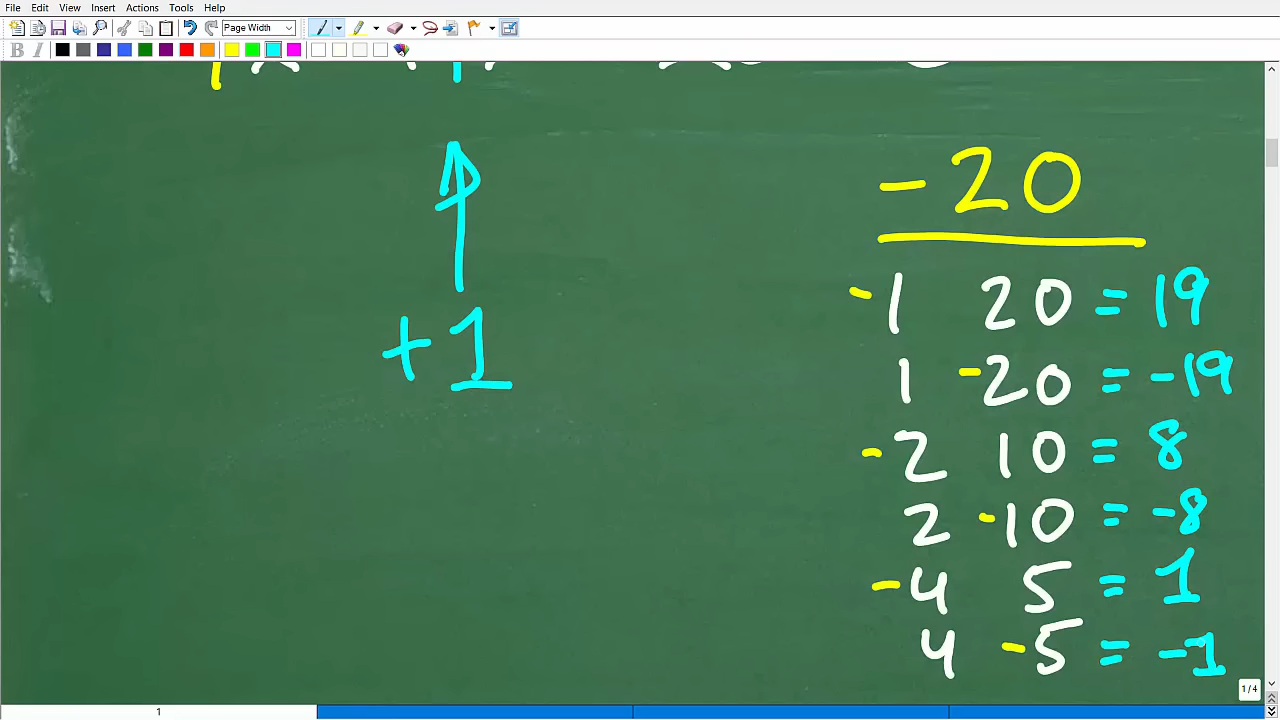 File Edit View Insert Actions Tools Help
Page Width
B I
-20
-1 20 = 19
1 -20 = -19
+1
-2 10 = 8
2 -10 = -8
-4 5 = 1
4 -5 = -1
1/4
1